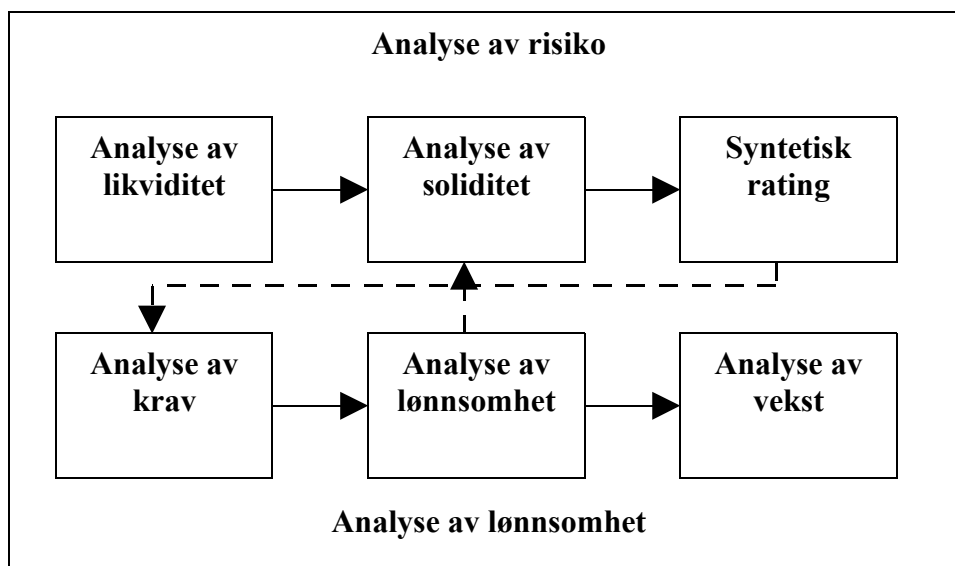 Analyse av risiko
Analyse av
likviditet
Analyse av
soliditet
Syntetisk
rating
Analyse av
krav
Analyse av
lønnsomhet
Analyse av
vekst
Analyse av lønnsomhet